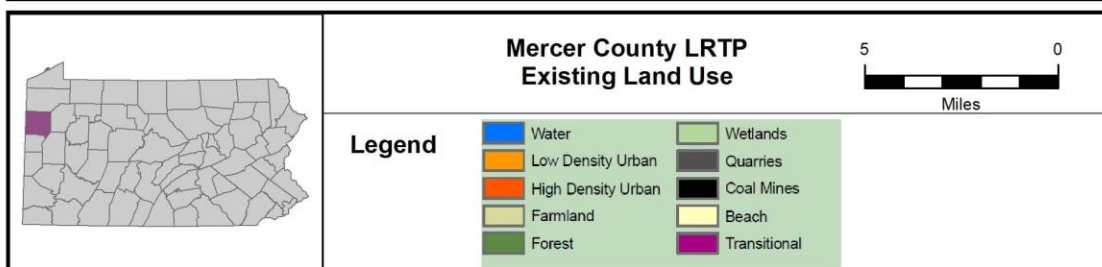 Mercer County LRTP
Existing Land Use
5 0
Miles
Legend
Water
Low Density Urban
High Density Urban
Farmland
Forest
Wetlands
Quarries
Coal Mines
Beach
Transitional